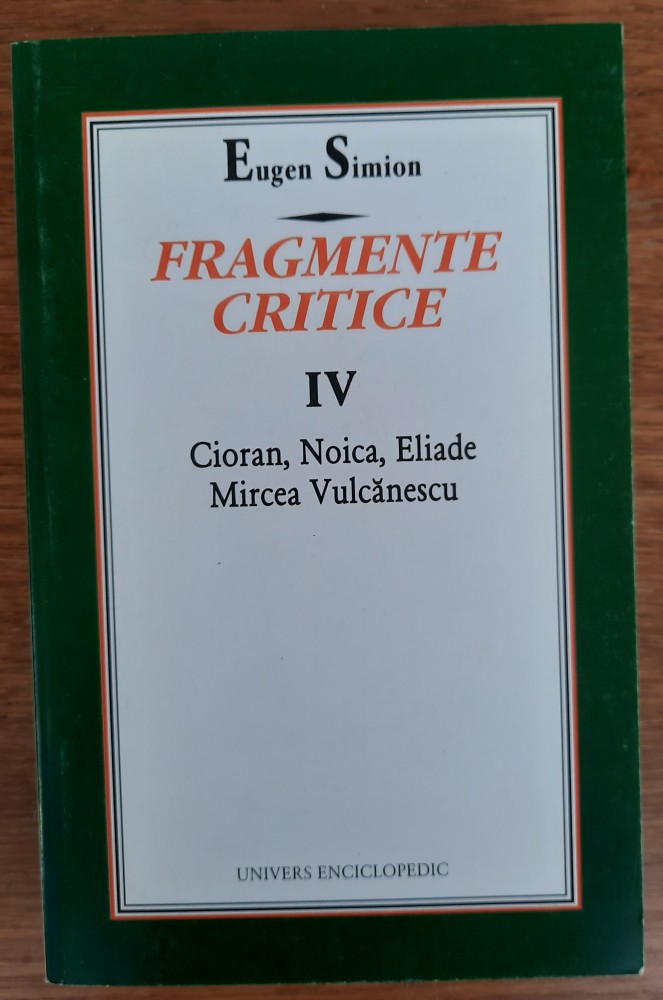 Eugen Simion
FRAGMENTE
CRITICE
IV
Cioran, Noica, Eliade
Mircea Vulcănescu
UNIVERS ENCICLOPEDIC